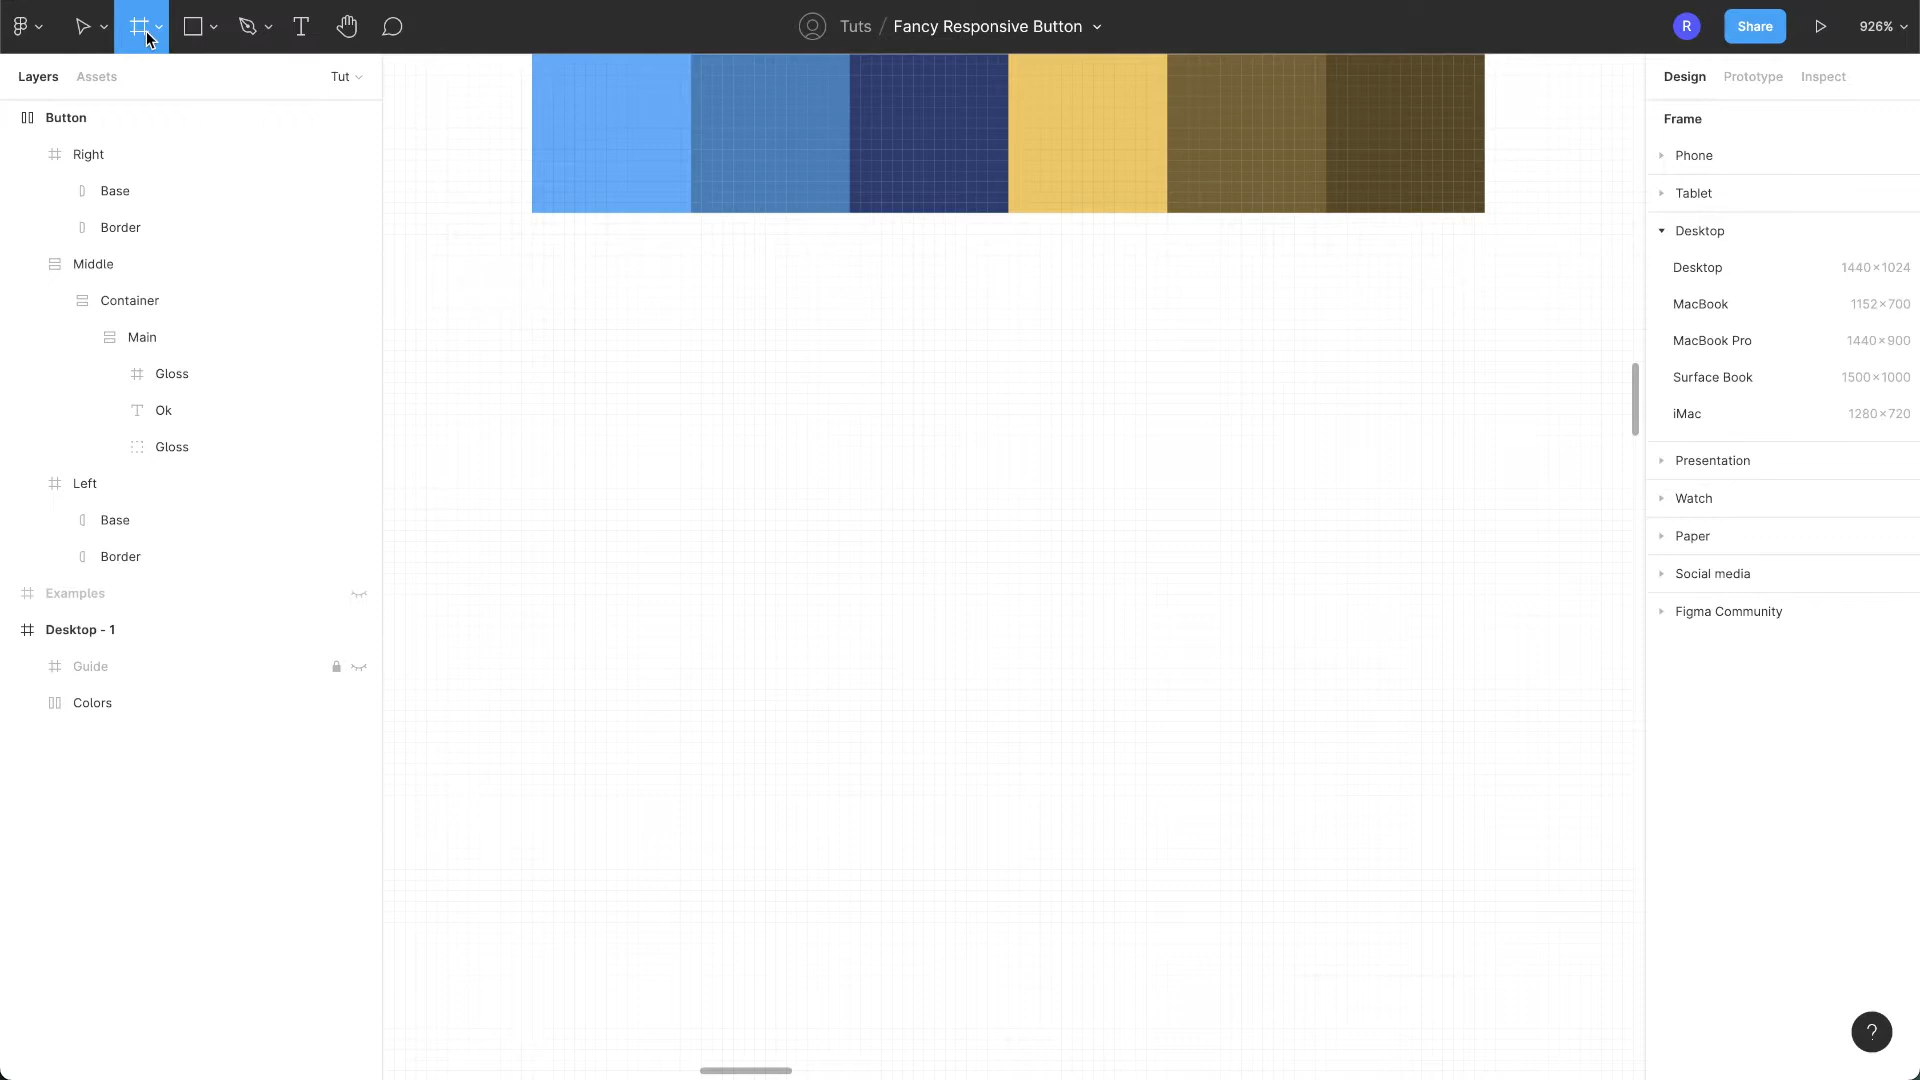 Tuts / Fancy Responsive Button
R
Share
926%
Layers
Assets
Tut
Button
Right
Base
Border
Middle
Container
Main
Gloss
Ok
Gloss
Left
Base
Border
Examples
Desktop - 1
Guide
Colors
Design
Prototype
Inspect
Frame
Phone
Tablet
Desktop
Desktop 1440×1024
MacBook 1152×700
MacBook Pro 1440×900
Surface Book 1500×1000
iMac 1280×720
Presentation
Watch
Paper
Social media
Figma Community
?